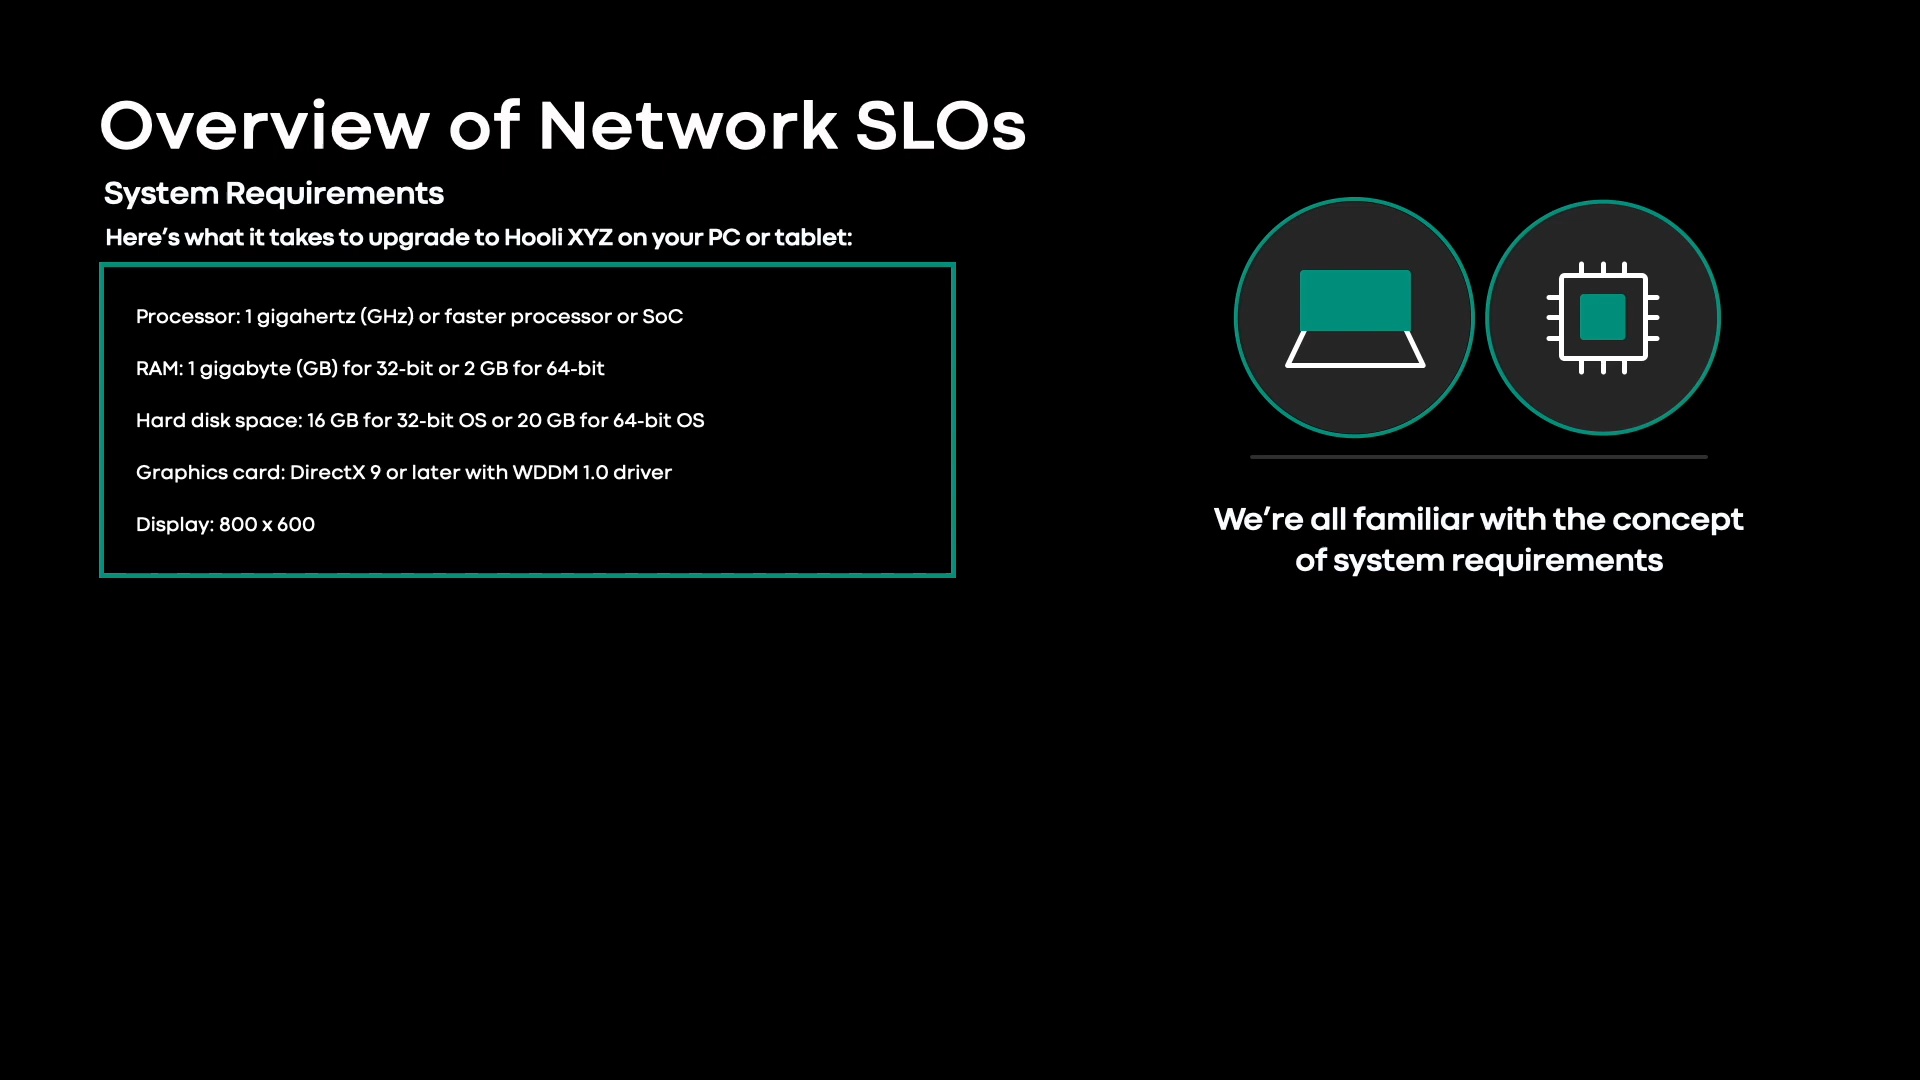 Overview of Network SLOs
System Requirements
Here’s what it takes to upgrade to Hooli XYZ on your PC or tablet:
Processor: 1 gigahertz (GHz) or faster processor or SoC
RAM: 1 gigabyte (GB) for 32-bit or 2 GB for 64-bit
Hard disk space: 16 GB for 32-bit OS or 20 GB for 64-bit OS
Graphics card: DirectX 9 or later with WDDM 1.0 driver
Display: 800 x 600
We’re all familiar with the concept
of system requirements